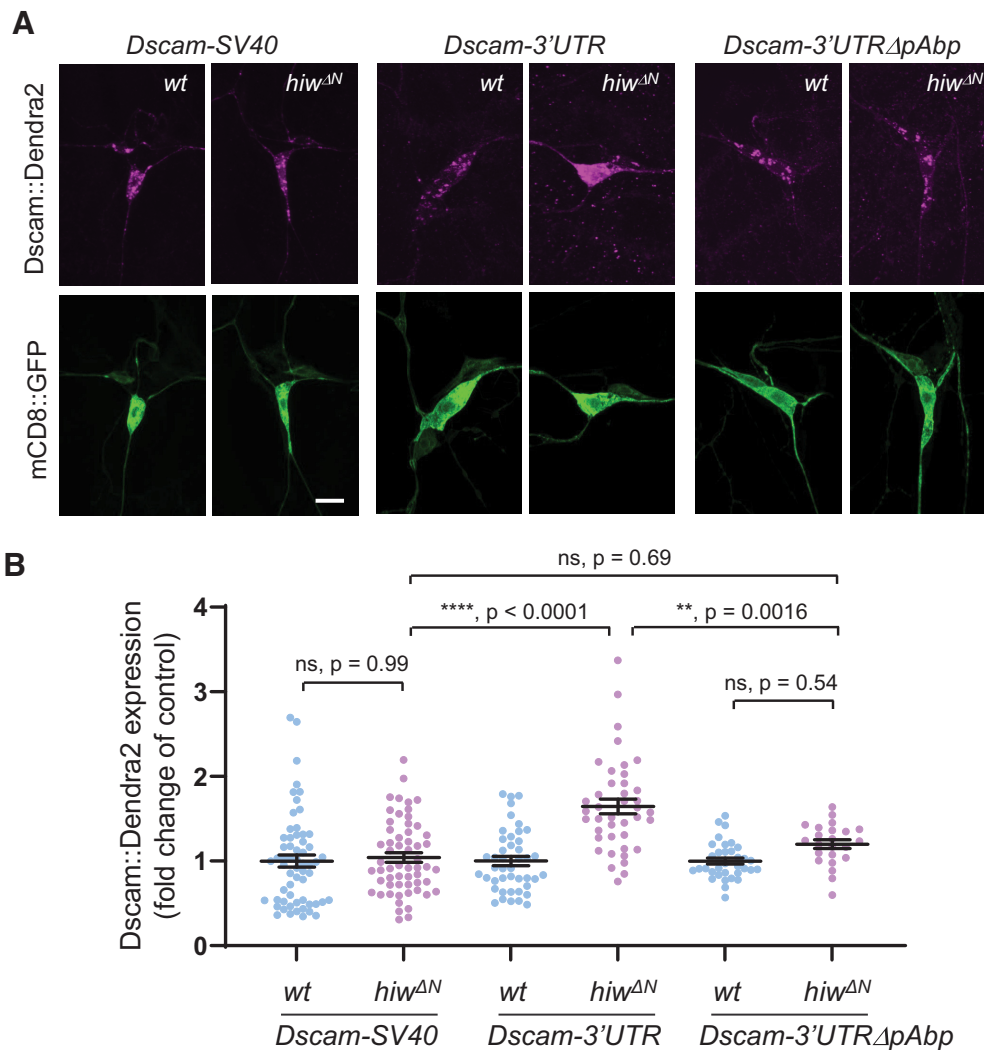 A
Dscam-SV40 Dscam-3'UTR Dscam-3'UTRΔpAbp
wt hiwΔN wt hiwΔN wt hiwΔN
Dscam::Dendra2
mCD8::GFP
B
ns, p = 0.69
****, p < 0.0001 **, p = 0.0016
ns, p = 0.99 ns, p = 0.54
Dscam::Dendra2 expression
(fold change of control)
4
3
2
1
0
wt hiwΔN wt hiwΔN wt hiwΔN
Dscam-SV40 Dscam-3'UTR Dscam-3'UTRΔpAbp